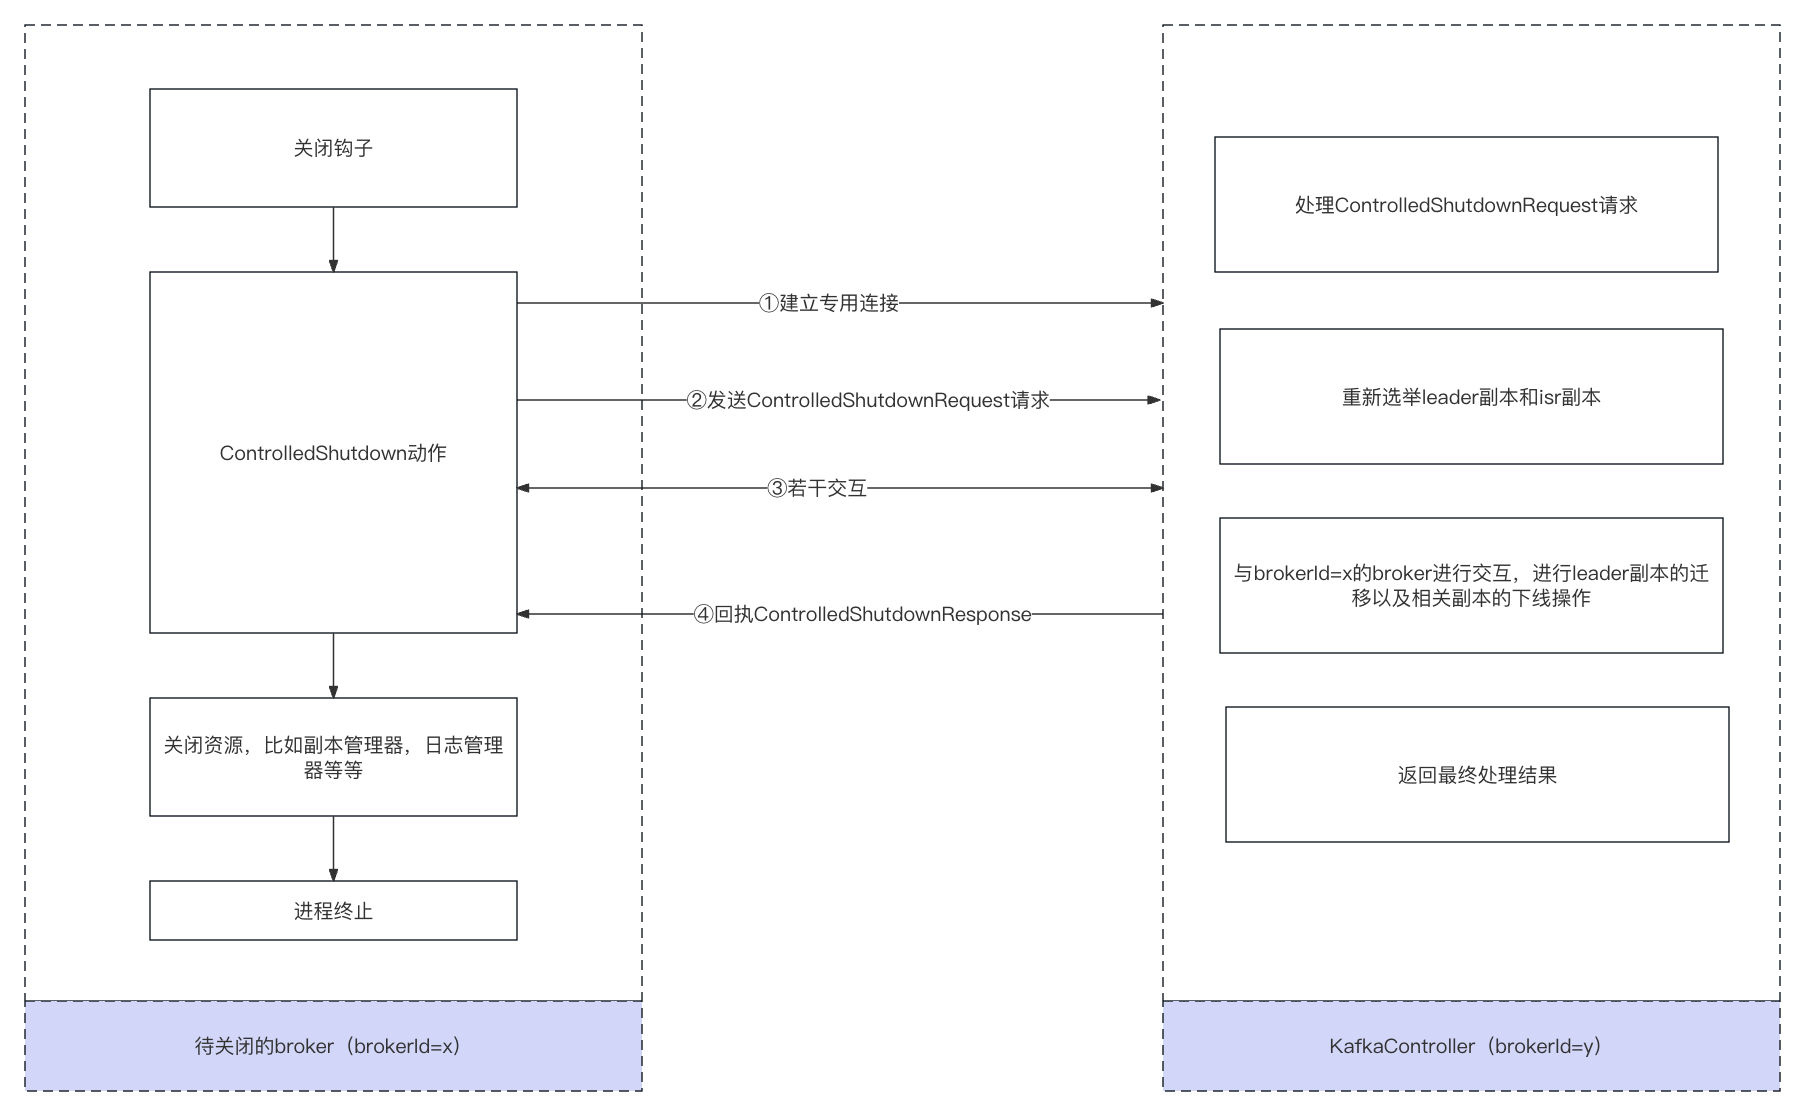 关闭钩子
ControlledShutdown动作
关闭资源，比如副本管理
器，日志管理
器等等
进程终止
待关闭的broker（brokerId=x）
①建立专用连接
②发送ControlledShutdownRequest请求
③若干交互
④回执ControlledShutdownResponse
处理ControlledShutdownRequest请求
重新选举leader副本和isr副本
与brokerId=x的broker进行交互，进行leader副本的迁
移以及相关副本的下线操作
返回最终处理结果
KafkaController（brokerId=y）